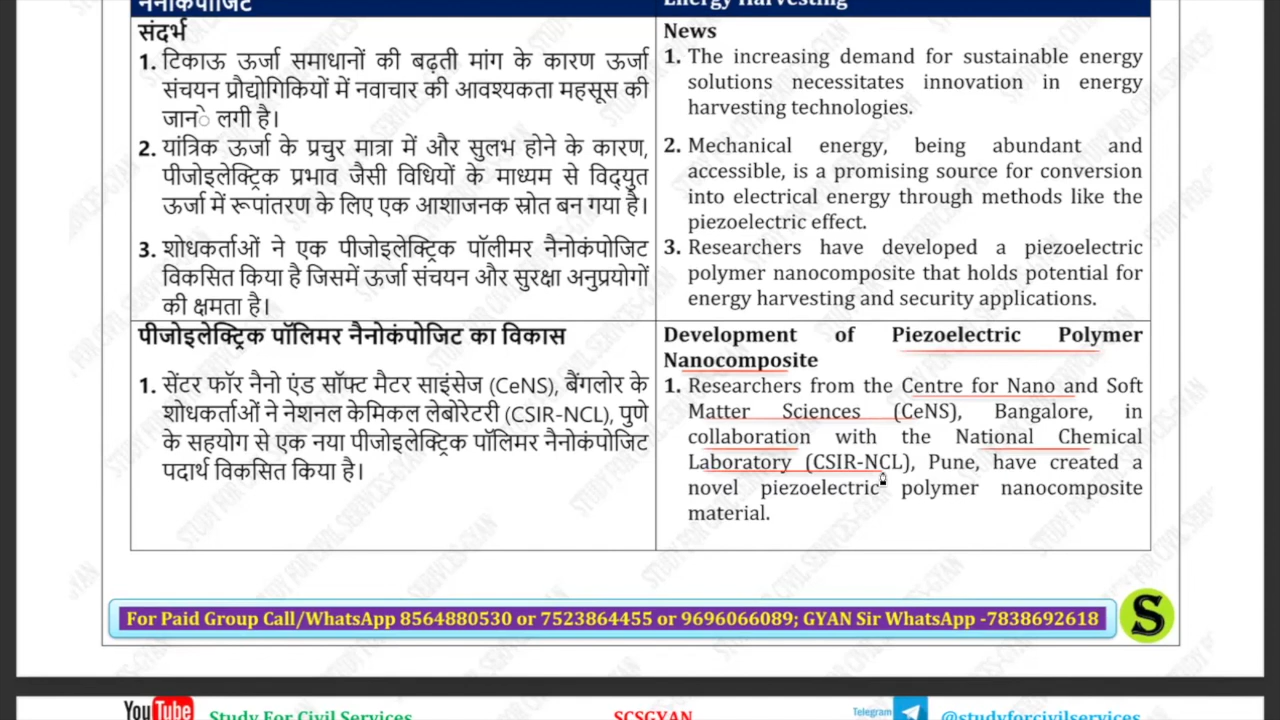 नैनोकंपोजिट
Energy Harvesting
संदर्भ
1. टिकाऊ ऊर्जा समाधानों की बढ़ती मांग के कारण ऊर्जा
संचयन प्रौद्योगिकियों में नवाचार की आवश्यकता महसूस की
जाने लगी है।
2. यांत्रिक ऊर्जा के प्रचुर मात्रा में और सुलभ होने के कारण,
पीजोइलेक्ट्रिक प्रभाव जैसी विधियों के माध्यम से विद्युत
ऊर्जा में रूपांतरण के लिए एक आशाजनक स्रोत बन गया है।
3. शोधकर्ताओं ने एक पीजोइलेक्ट्रिक पॉलीमर नैनोकंपोजिट
विकसित किया है जिसमें ऊर्जा संचयन और सुरक्षा अनुप्रयोगों
की क्षमता है।
News
1. The increasing demand for sustainable energy
solutions necessitates innovation in energy
harvesting technologies.
2. Mechanical energy, being abundant and
accessible, is a promising source for conversion
into electrical energy through methods like the
piezoelectric effect.
3. Researchers have developed a piezoelectric
polymer nanocomposite that holds potential for
energy harvesting and security applications.
पीजोइलेक्ट्रिक पॉलिमर नैनोकंपोजिट का विकास
1. सेंटर फॉर नैनो एंड सॉफ्ट मैटर साइंसेज (CeNS), बैंगलोर के
शोधकर्ताओं ने नेशनल केमिकल लेबोरेटरी (CSIR-NCL), पुणे
के सहयोग से एक नया पीजोइलेक्ट्रिक पॉलिमर नैनोकंपोजिट
पदार्थ विकसित किया है।
Development of Piezoelectric Polymer
Nanocomposite
1. Researchers from the Centre for Nano and Soft
Matter Sciences (CeNS), Bangalore, in
collaboration with the National Chemical
Laboratory (CSIR-NCL), Pune, have created a
novel piezoelectric polymer nanocomposite
material.
For Paid Group Call/WhatsApp 8564880530 or 7523864455 or 9696066089; GYAN Sir WhatsApp -7838692618
S
YouTube
Study For Civil Services
SCSGYAN
Telegram
@studyforcivilservices